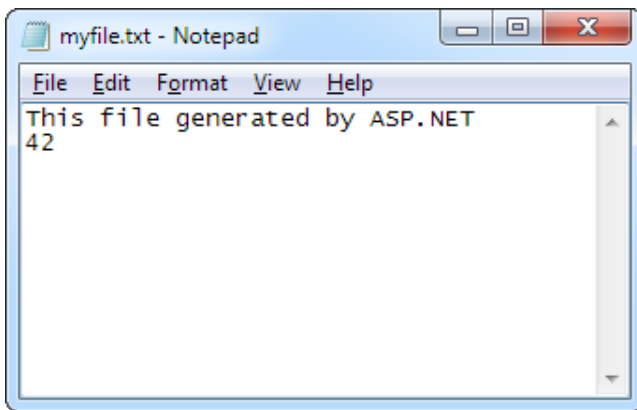 myfile.txt - Notepad
File Edit Format View Help
This file generated by ASP.NET
42